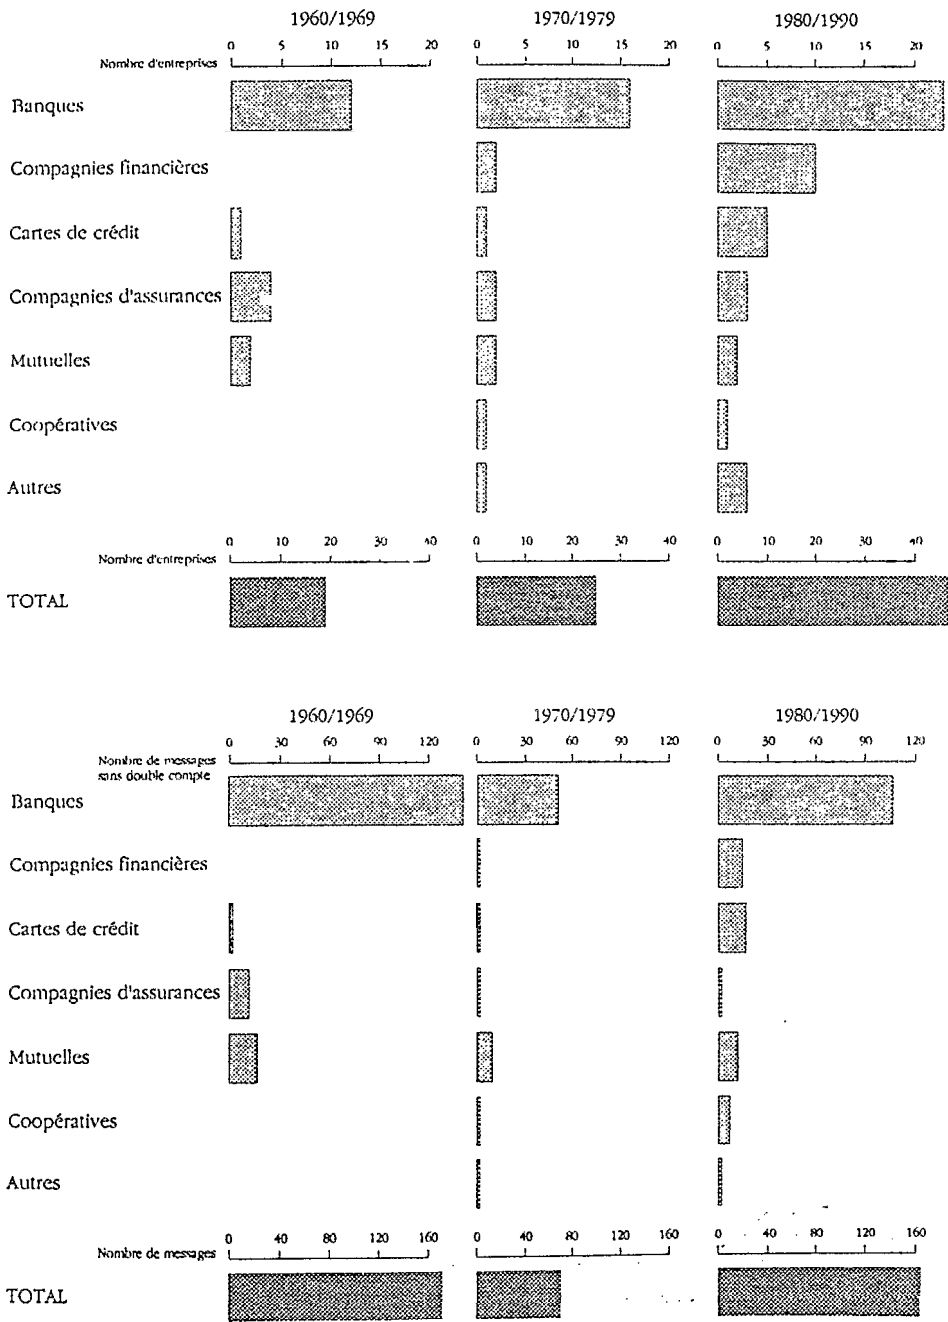 1960/1969 1970/1979 1980/1990
Nombre d'entreprises 0 5 10 15 20 0 5 10 15 20 0 5 10 15 20
Banques
Compagnies financières
Cartes de crédit
Compagnies d'assurances
Mutuelles
Coopératives
Autres
Nombre d'entreprises 0 10 20 30 40 0 10 20 30 40 0 10 20 30 40
TOTAL
1960/1969 1970/1979 1980/1990
Nombre de messages 0 30 60 90 120 0 30 60 90 120 0 30 60 90 120
sans double compte
Banques
Compagnies financières
Cartes de crédit
Compagnies d'assurances
Mutuelles
Coopératives
Autres
Nombre de messages 0 40 80 120 160 0 40 80 120 160 0 40 80 120 160
TOTAL